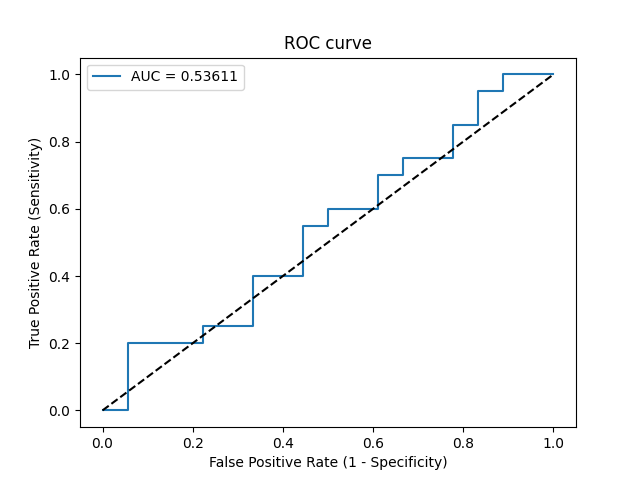 ROC curve
AUC = 0.53611
True Positive Rate (Sensitivity)
1.0
0.8
0.6
0.4
0.2
0.0
0.0 0.2 0.4 0.6 0.8 1.0
False Positive Rate (1 - Specificity)